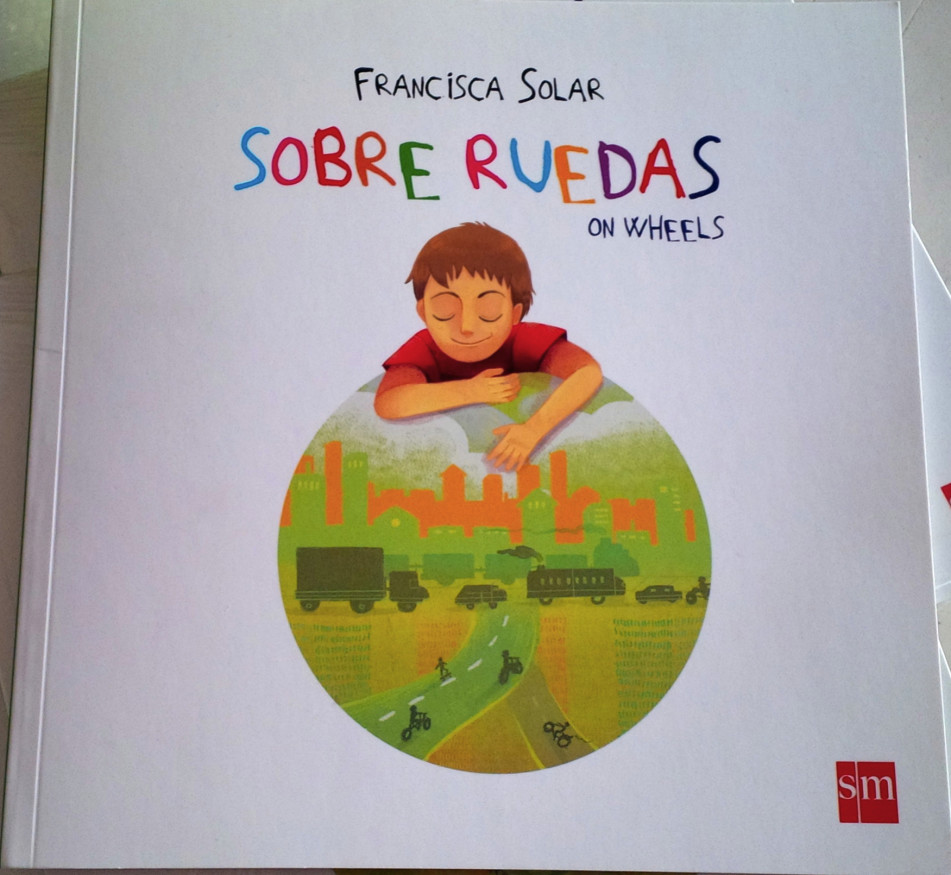 FRANCISCA SOLAR
SOBRE RUEDAS
ON WHEELS
sm